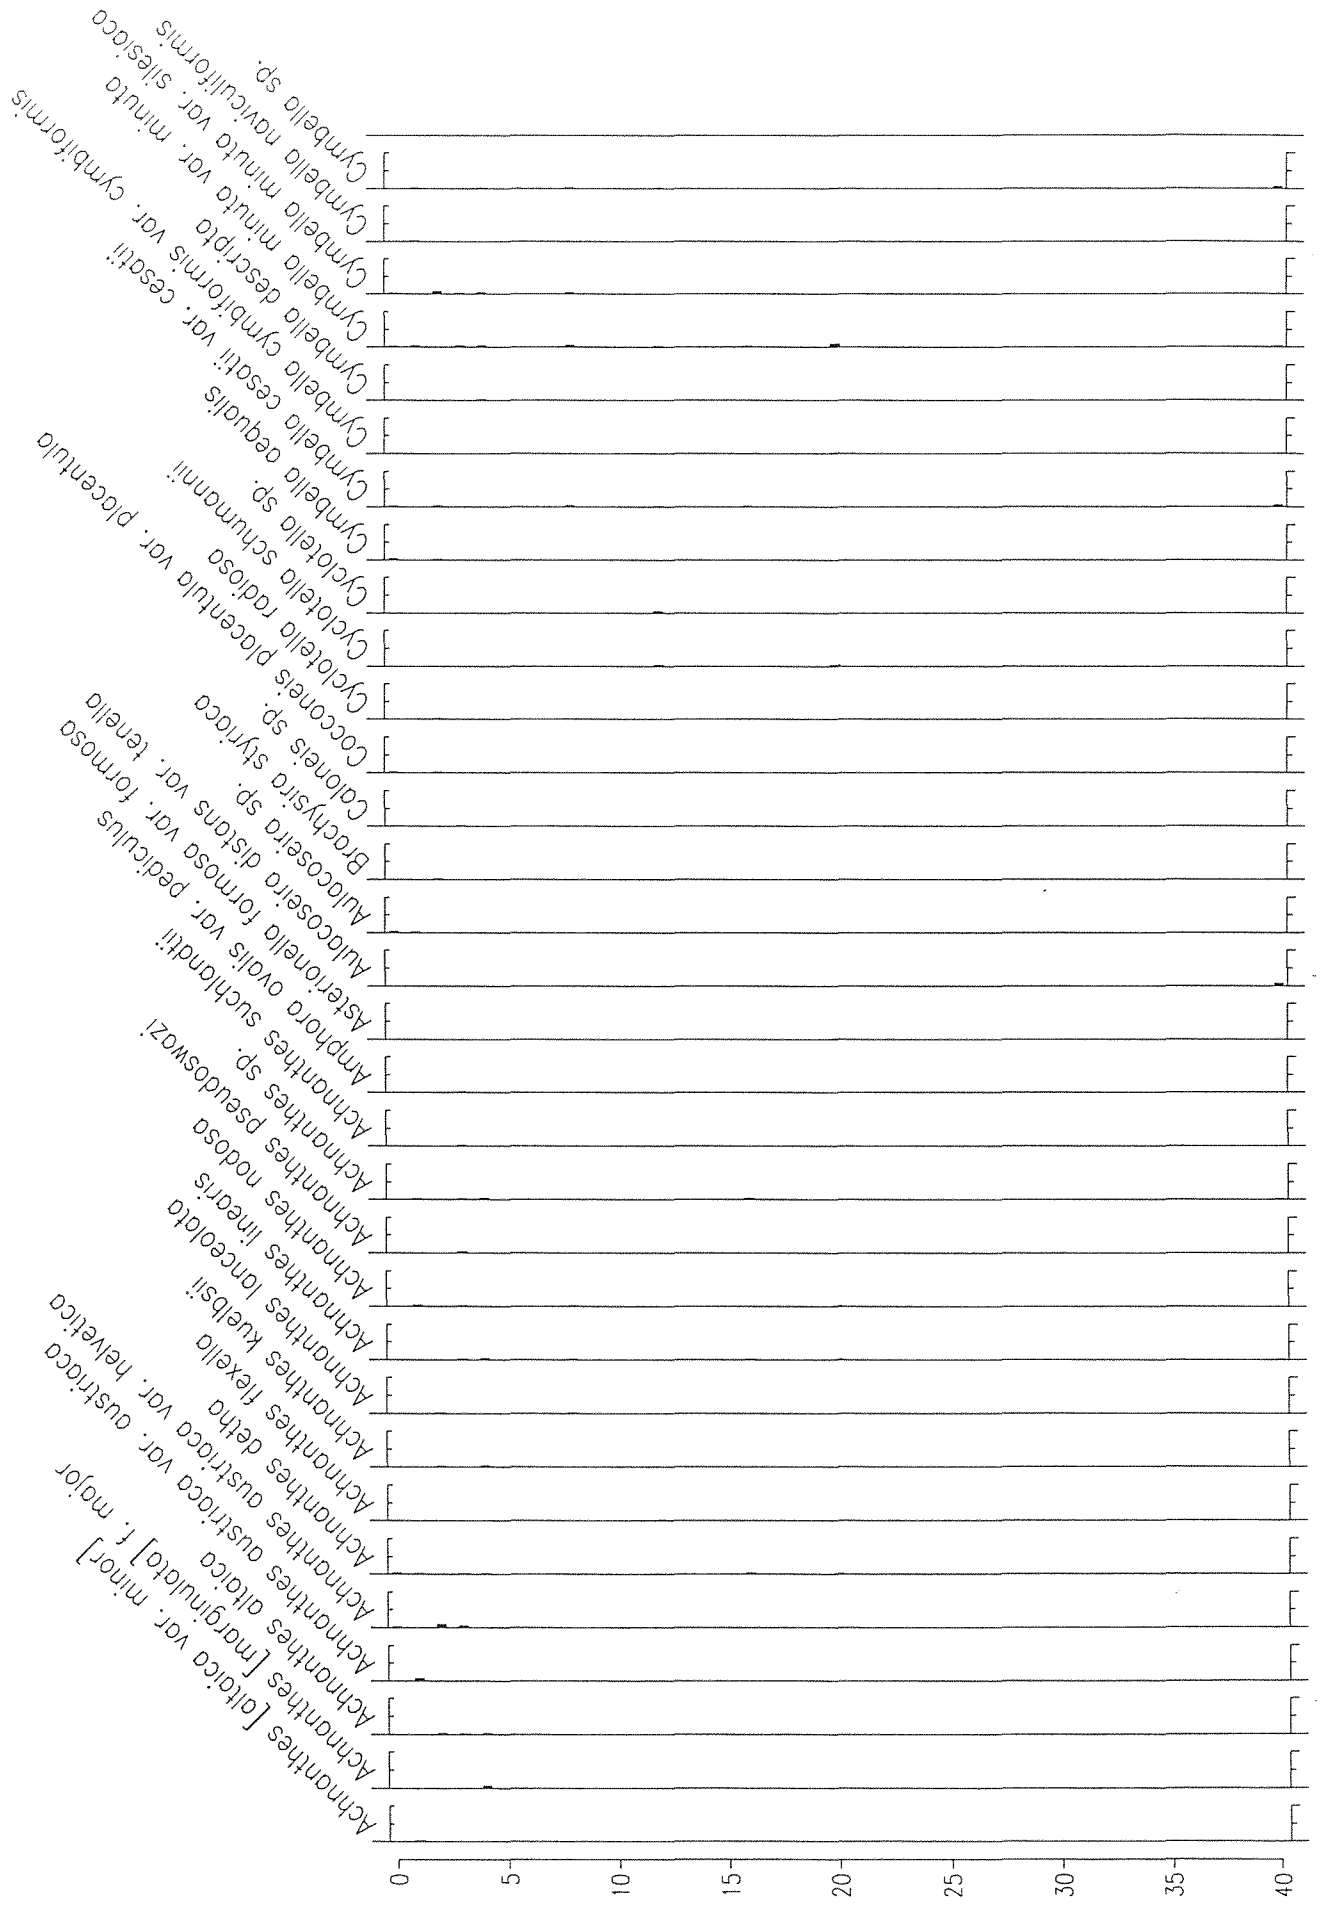 Achnanthes [altaica var. minor]
Achnanthes [marginulata] f. major
Achnanthes altaica
Achnanthes austriaca var. austriaca
Achnanthes austriaca var. helvetica
Achnanthes detha
Achnanthes flexella
Achnanthes kuelbsii
Achnanthes lanceolata
Achnanthes linearis
Achnanthes nodosa
Achnanthes pseudoswazi
Achnanthes sp.
Achnanthes suchlandtii
Amphora ovalis var. pediculus
Asterionella formosa var. formosa
Aulacoseira distans var. tenella
Aulacoseira sp.
Brachysira styriaca
Caloneis sp.
Cocconeis placentula var. placentula
Cyclotella radiosa
Cyclotella schumannii
Cyclotella sp.
Cymbella aequalis
Cymbella cesatii var. cesatii
Cymbella cymbiformis var. cymbiformis
Cymbella descripta
Cymbella minuta var. minuta
Cymbella minuta var. silesiaca
Cymbella naviculiformis
Cymbella sp.
0
5
10
15
20
25
30
35
40